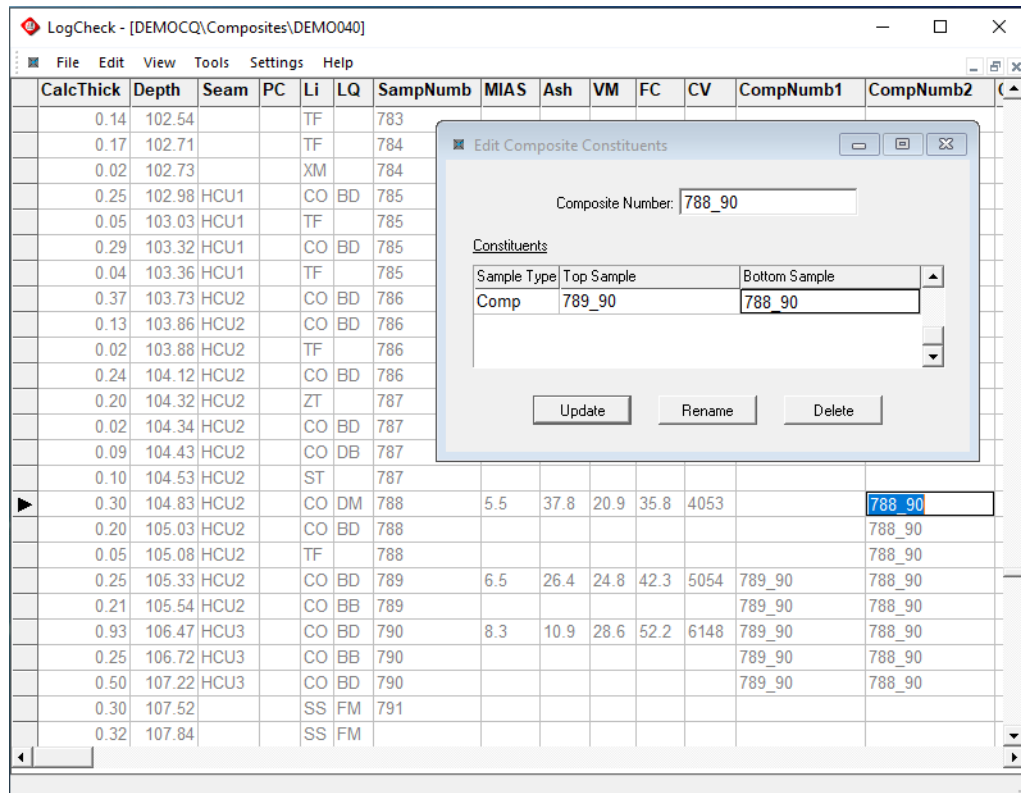 LogCheck - [DEMOCQ\Composites\DEMO040]
File Edit View Tools Settings Help
CalcThick Depth Seam PC Li LQ SampNumb MIAS Ash VM FC CV CompNumb1 CompNumb2
0.14 102.54 TF 783
0.17 102.71 TF 784
0.02 102.73 XM 784
0.25 102.98 HCU1 CO BD 785
0.05 103.03 HCU1 TF 785
0.29 103.32 HCU1 CO BD 785
0.04 103.36 HCU1 TF 785
0.37 103.73 HCU2 CO BD 786
0.13 103.86 HCU2 CO BD 786
0.02 103.88 HCU2 TF 786
0.24 104.12 HCU2 CO BD 786
0.20 104.32 HCU2 ZT 787
0.02 104.34 HCU2 CO BD 787
0.09 104.43 HCU2 CO DB 787
0.10 104.53 HCU2 ST 787
0.30 104.83 HCU2 CO DM 788 5.5 37.8 20.9 35.8 4053 788_90
0.20 105.03 HCU2 CO BD 788 788_90
0.05 105.08 HCU2 TF 788 788_90
0.25 105.33 HCU2 CO BD 789 6.5 26.4 24.8 42.3 5054 789_90 788_90
0.21 105.54 HCU2 CO BB 789 789_90 788_90
0.93 106.47 HCU3 CO BD 790 8.3 10.9 28.6 52.2 6148 789_90 788_90
0.25 106.72 HCU3 CO BB 790 789_90 788_90
0.50 107.22 HCU3 CO BD 790 789_90 788_90
0.30 107.52 SS FM 791
0.32 107.84 SS FM
Edit Composite Constituents
Composite Number: 788_90
Constituents
Sample Type Top Sample Bottom Sample
Comp 789_90 788_90
Update Rename Delete